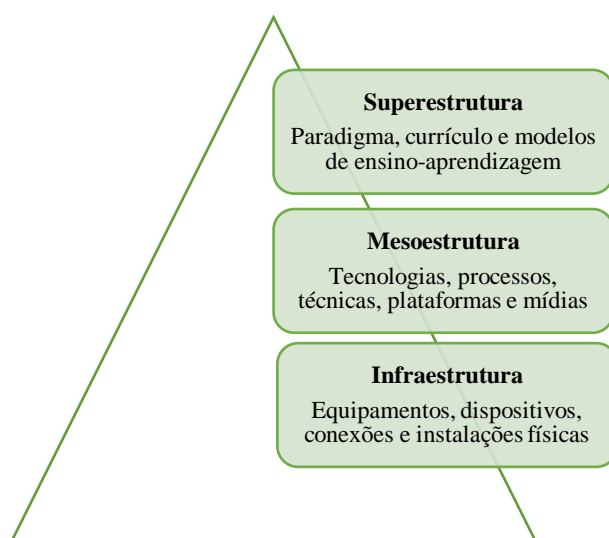 Superestrutura
Paradigma, currículo e modelos
de ensino-aprendizagem
Mesoestrutura
Tecnologias, processos,
técnicas, plataformas e mídias
Infraestrutura
Equipamentos, dispositivos,
conexões e instalações físicas